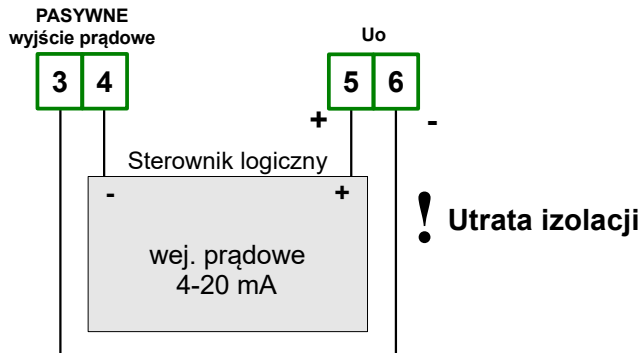 PASYWNE
wyjście prądowe
Uo
3 4
5 6
+ -
Sterownik logiczny
- +
! Utrata izolacji
wej. prądowe
4-20 mA